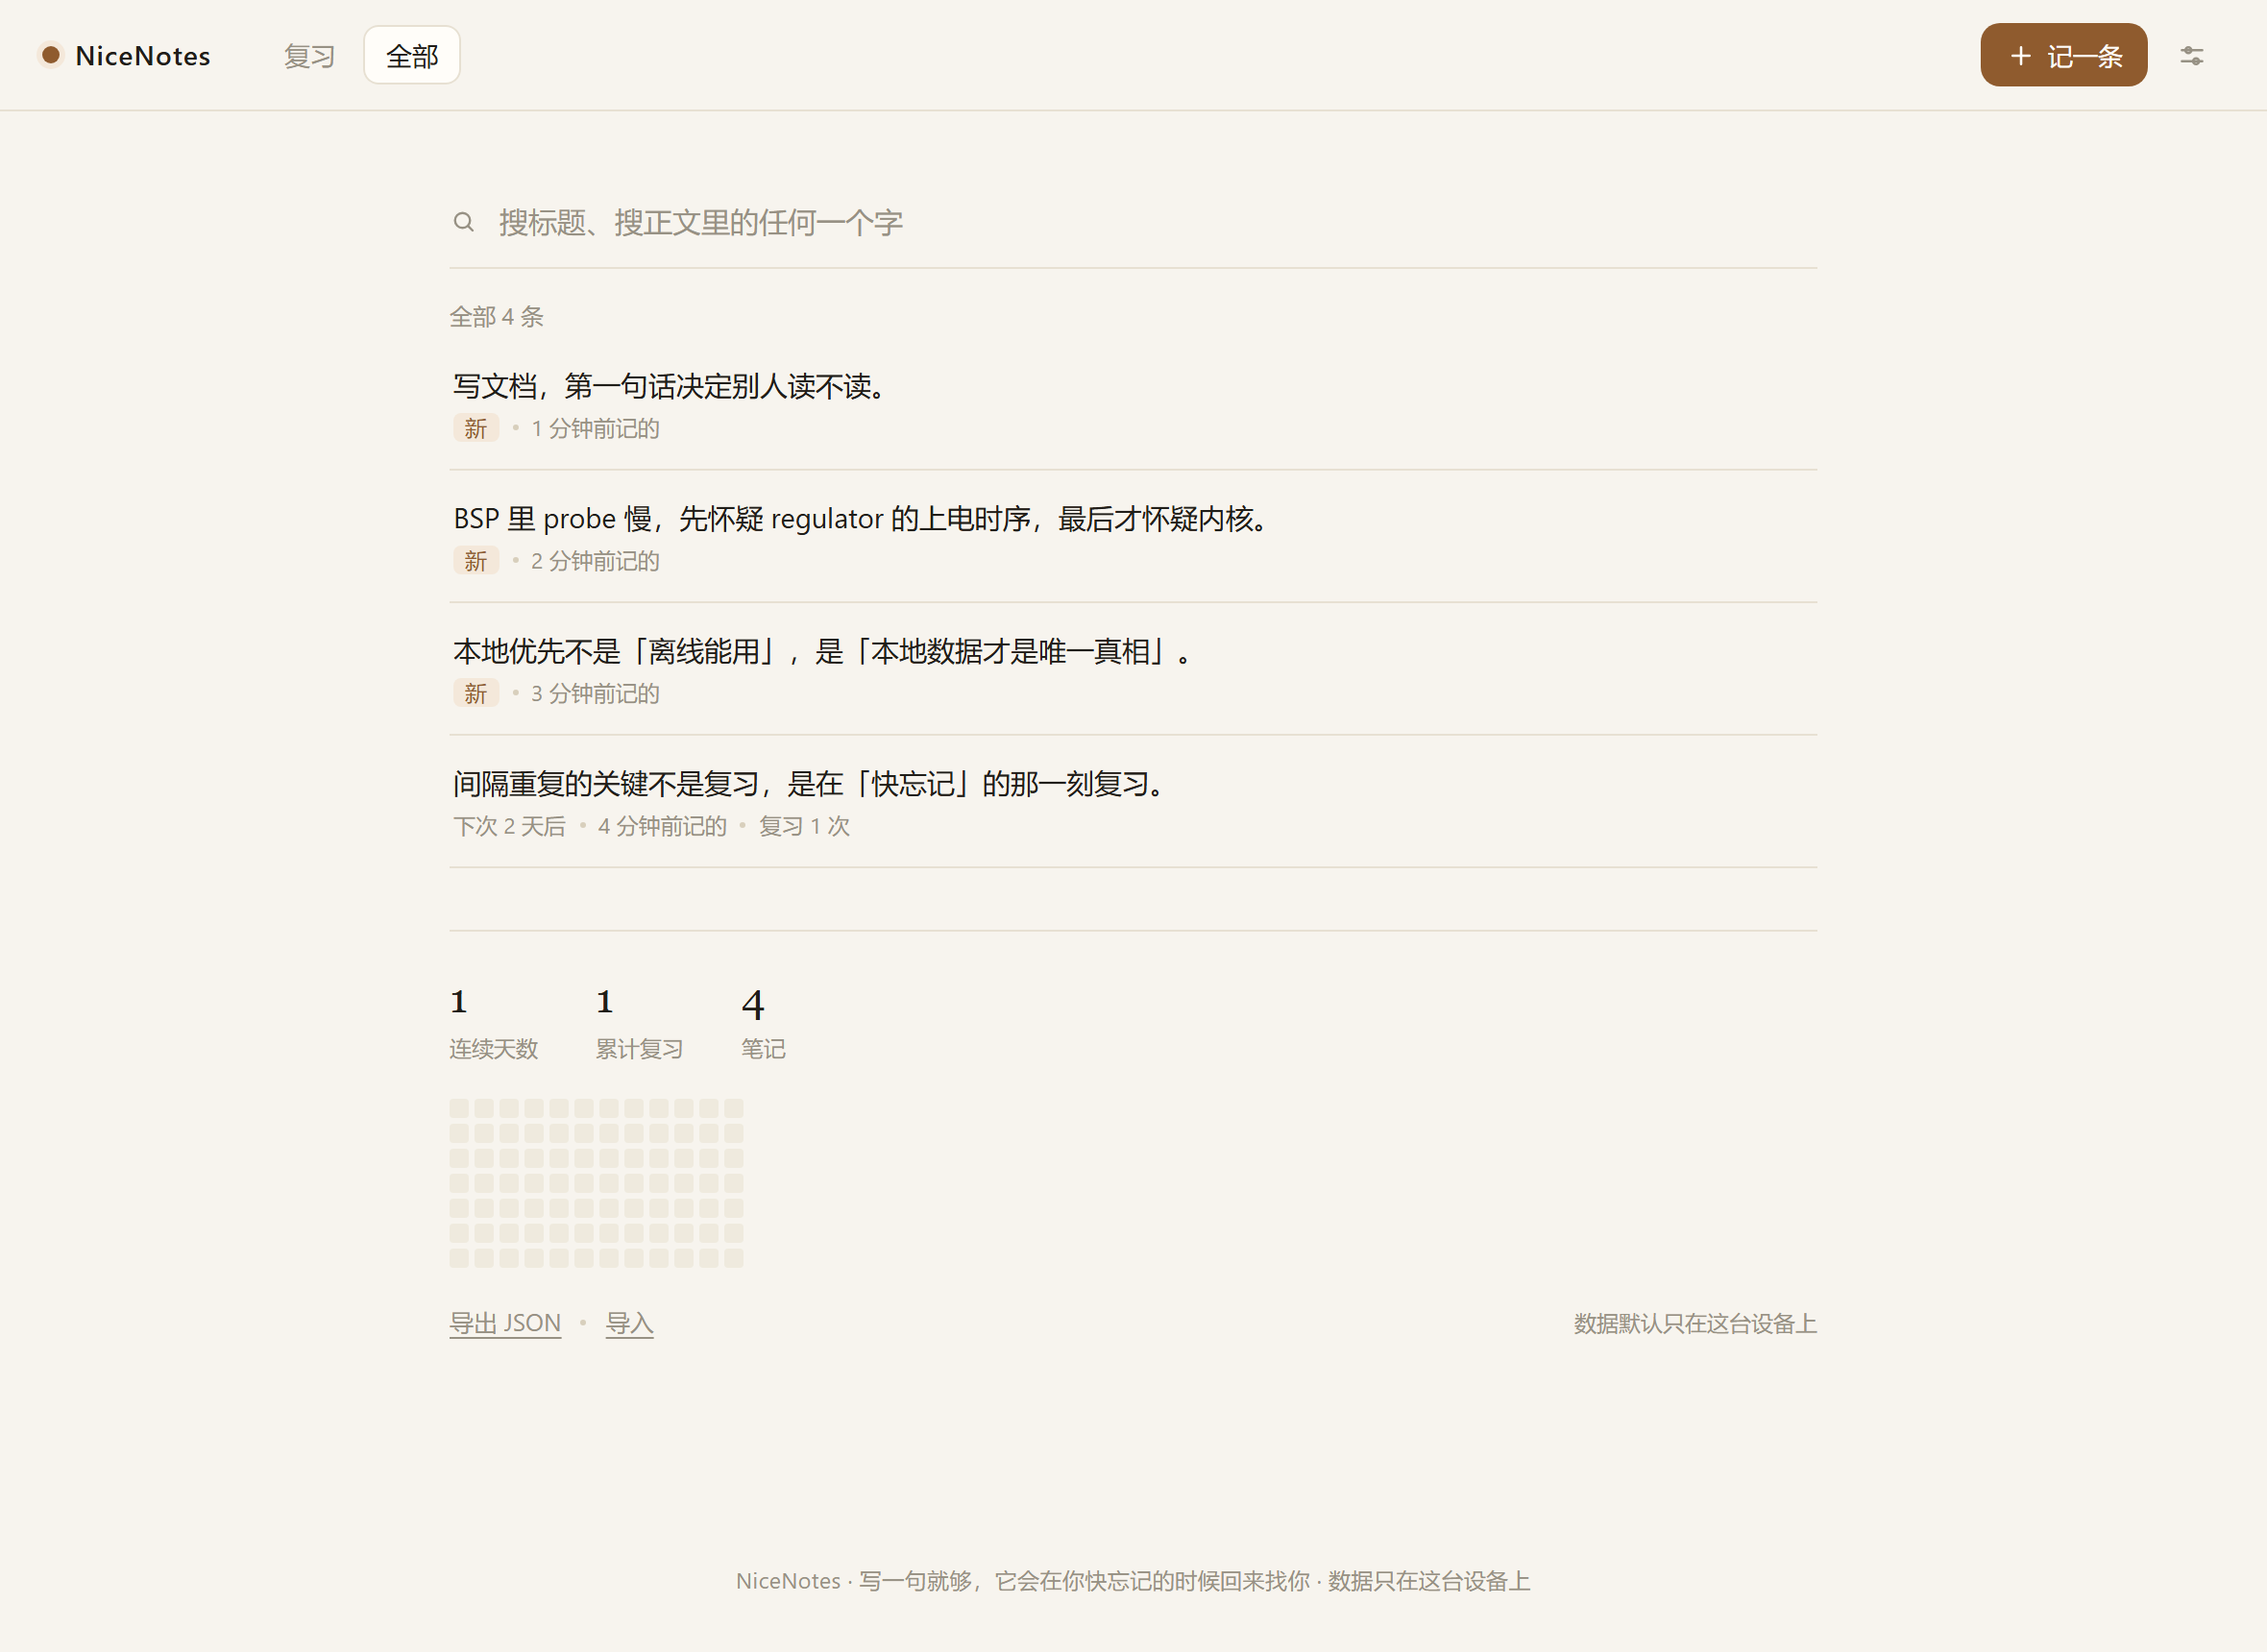 NiceNotes 复习 全部 + 记一条
搜标题、搜正文里的任何一个字
全部 4 条
写文档，第一句话决定别人读不读。
新 • 1 分钟前记的
BSP 里 probe 慢，先怀疑 regulator 的上电时序，最后才怀疑内核。
新 • 2 分钟前记的
本地优先不是「离线能用」，是「本地数据才是唯一真相」。
新 • 3 分钟前记的
间隔重复的关键不是复习，是在「快忘记」的那一刻复习。
下次 2 天后 • 4 分钟前记的 • 复习 1 次
1 1 4
连续天数 累计复习 笔记
导出 JSON • 导入 数据默认只在这台设备上
NiceNotes · 写一句就够，它会在你快忘记的时候回来找你 · 数据只在这台设备上